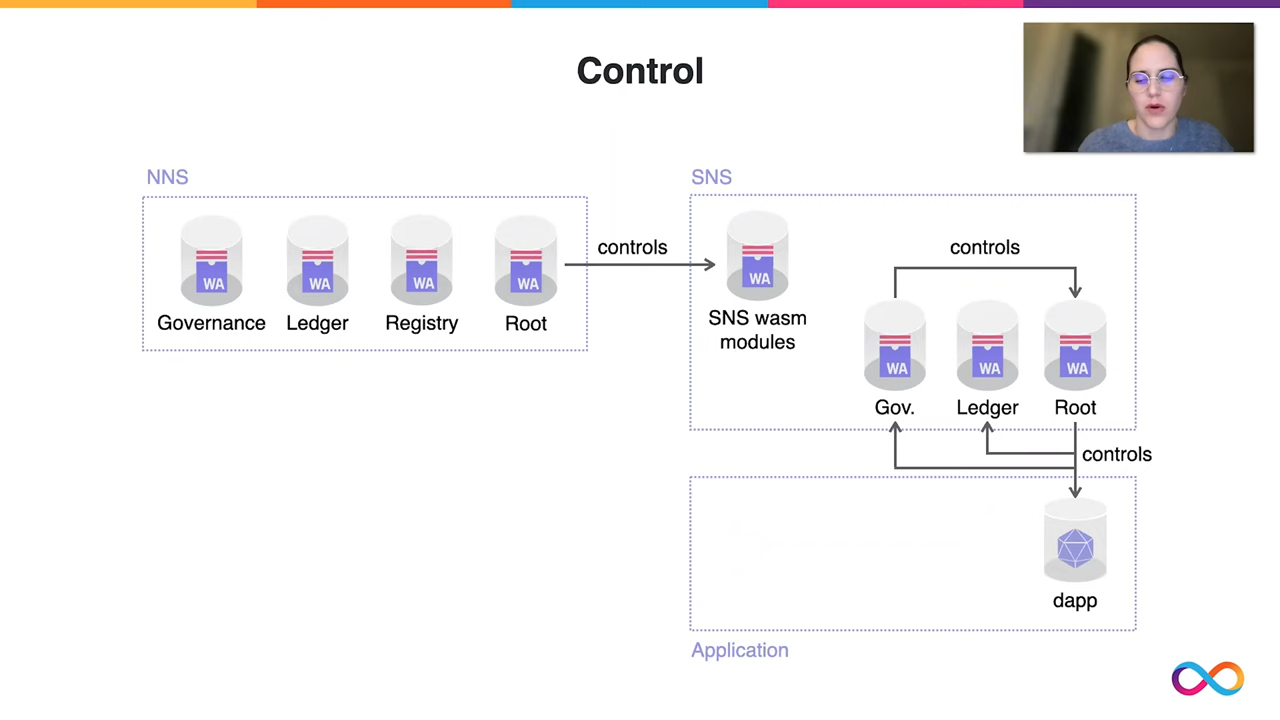 Control
NNS
WA
WA
WA
WA
Governance
Ledger
Registry
Root
controls
SNS
WA
SNS wasm
modules
controls
WA
WA
WA
Gov.
Ledger
Root
controls
dapp
Application